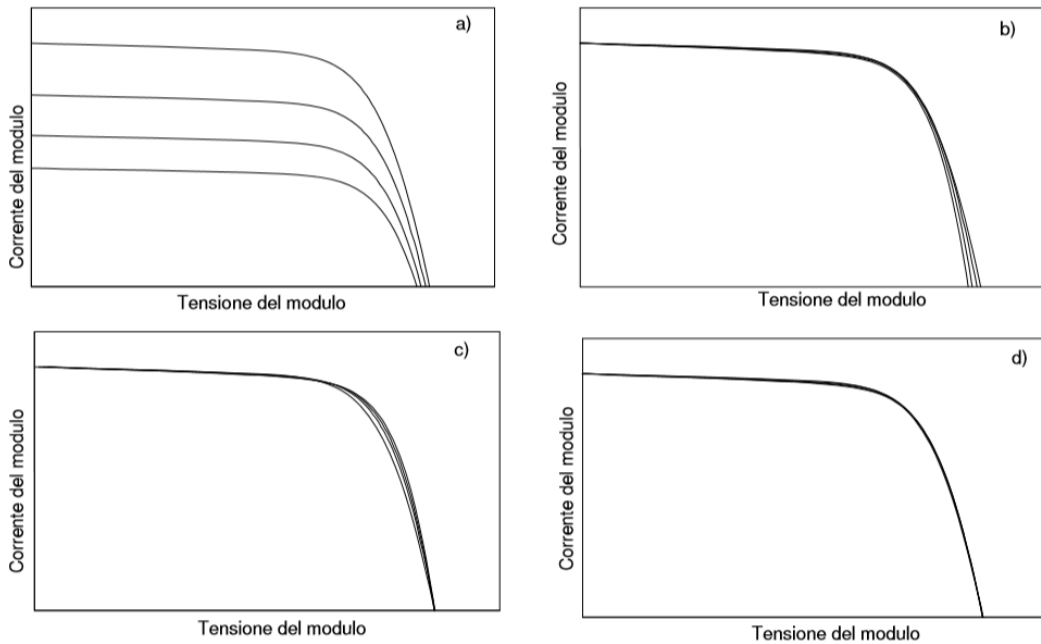 a)
Corrente del modulo
Tensione del modulo
b)
Corrente del modulo
Tensione del modulo
c)
Corrente del modulo
Tensione del modulo
d)
Corrente del modulo
Tensione del modulo